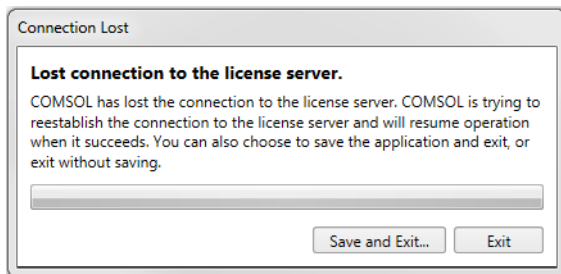 Connection Lost
Lost connection to the license server.
COMSOL has lost the connection to the license server. COMSOL is trying to
reestablish the connection to the license server and will resume operation
when it succeeds. You can also choose to save the application and exit, or
exit without saving.
Save and Exit... Exit